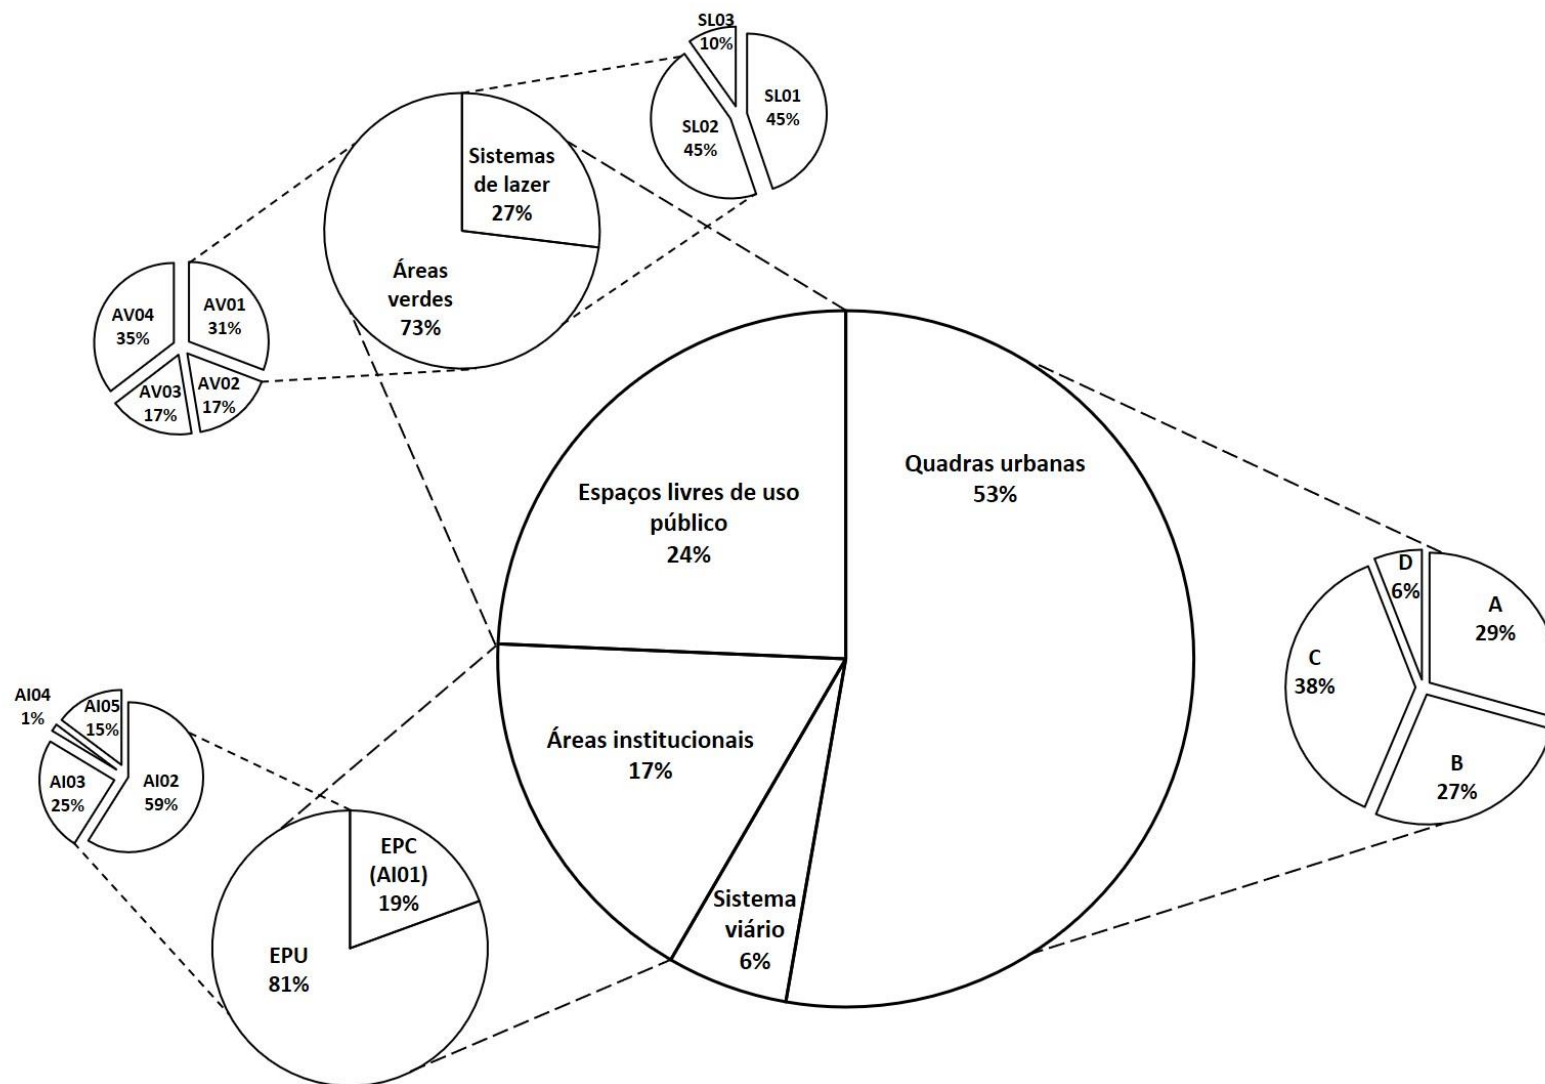 SL03
10%
SL01
45%
SL02
45%
Sistemas
de lazer
27%
Áreas
verdes
73%
AV04
35%
AV01
31%
AV03
17%
AV02
17%
Quadras urbanas
53%
Espaços livres de uso
público
24%
D
6%
A
29%
C
38%
B
27%
Áreas institucionais
17%
Sistema
viário
6%
AI04
1%
AI05
15%
AI03
25%
AI02
59%
EPC
(AI01)
19%
EPU
81%